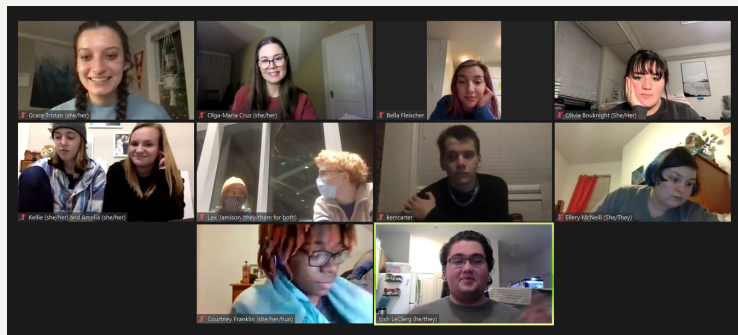 Grace Tristan (she/her)
Olga-Maria Cruz (she/her)
Bella Fleischer
Olivia Bouknight (She/Her)
Kellie (she/her) and Amelia (she/her)
Lex, Jamison (they/them for both)
kerrcarter
Ellery McNeill (She/They)
Courtney Franklin (she/her/hun)
Josh LeClerg (he/they)